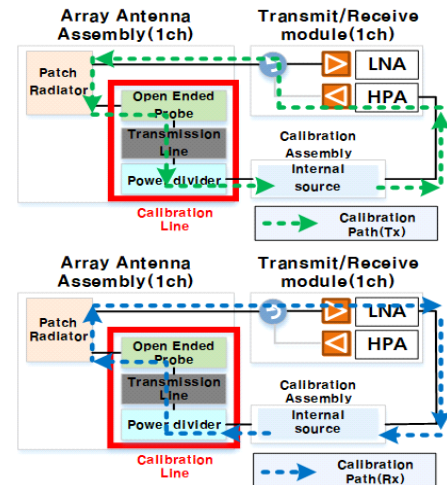 Array Antenna
Assembly(1ch)
Transmit/Receive
module(1ch)
Patch
Radiator
LNA
HPA
Open Ended
Probe
Transmission
Line
Power divider
Calibration
Line
Calibration
Assembly
Internal
source
Calibration
Path(Tx)
Array Antenna
Assembly(1ch)
Transmit/Receive
module(1ch)
Patch
Radiator
LNA
HPA
Open Ended
Probe
Transmission
Line
Power divider
Calibration
Line
Calibration
Assembly
Internal
source
Calibration
Path(Rx)